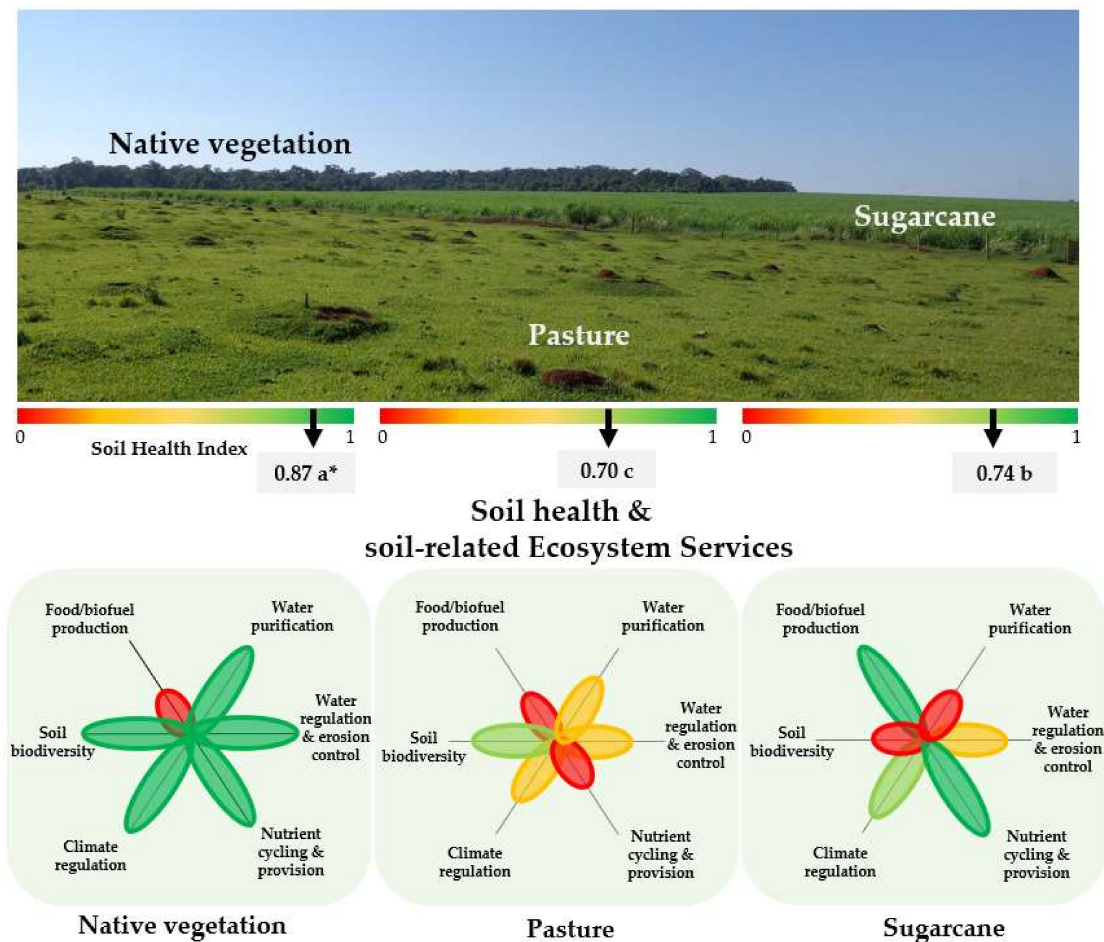 Native vegetation
Sugarcane
Pasture
0 1
Soil Health Index
0.87 a*
0 1
0.70 c
0 1
0.74 b
Soil health &
soil-related Ecosystem Services
Food/biofuel
production
Water
purification
Soil
biodiversity
Water
regulation
& erosion
control
Climate
regulation
Nutrient
cycling &
provision
Native vegetation
Food/biofuel
production
Water
purification
Soil
biodiversity
Water
regulation
& erosion
control
Climate
regulation
Nutrient
cycling &
provision
Pasture
Food/biofuel
production
Water
purification
Soil
biodiversity
Water
regulation
& erosion
control
Climate
regulation
Nutrient
cycling &
provision
Sugarcane